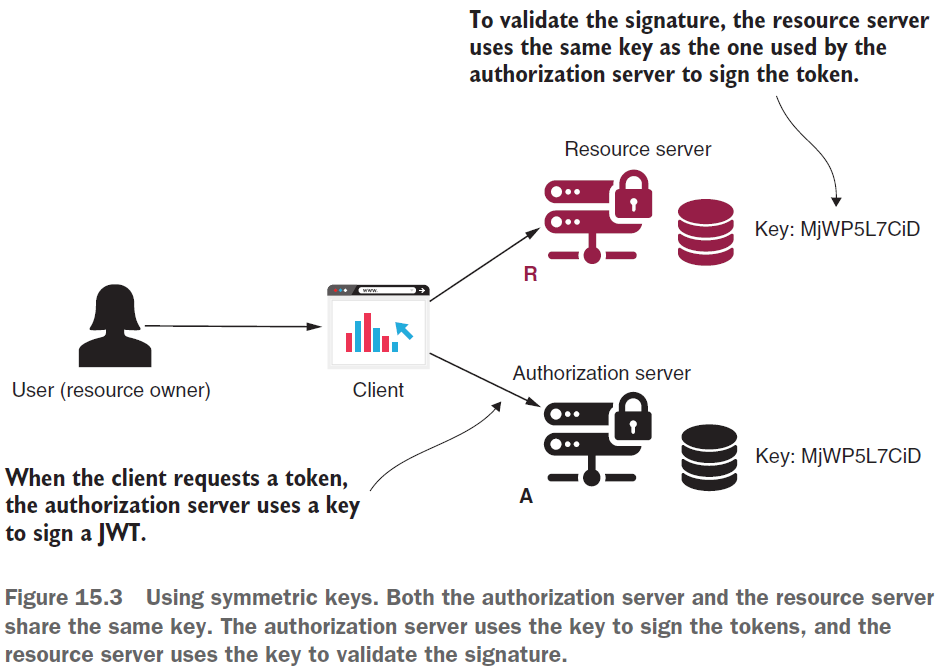 To validate the signature, the resource server
uses the same key as the one used by the
authorization server to sign the token.
Resource server
Key: MjWP5L7CiD
R
www.
User (resource owner)
Client
Authorization server
Key: MjWP5L7CiD
A
When the client requests a token,
the authorization server uses a key
to sign a JWT.
Figure 15.3 Using symmetric keys. Both the authorization server and the resource server
share the same key. The authorization server uses the key to sign the tokens, and the
resource server uses the key to validate the signature.